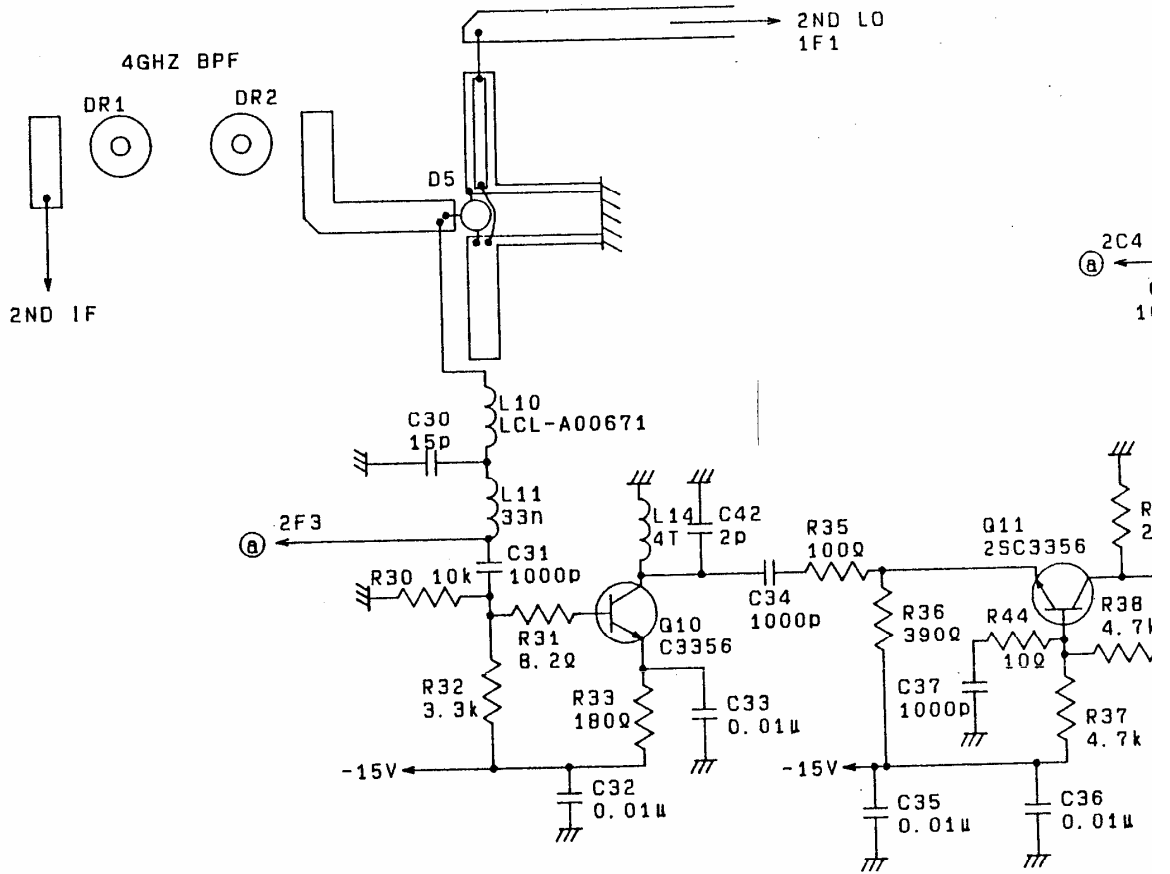 2ND LO
1F1
4GHZ BPF
DR1
DR2
D5
2C4
a
2ND IF
1
L10
LCL-A00671
C30
15p
L11
33n
2F3
a
C31
1000p
R30 10k
R31
8.2Ω
L14
4T
C42
2p
R35
100Ω
C34
1000p
Q10
C3356
Q11
2SC3356
R
2
R36
390Ω
R44
10Ω
R38
4.7k
R32
3.3k
R33
180Ω
C33
0.01μ
C37
1000p
R37
4.7k
-15V
C32
0.01μ
-15V
C35
0.01μ
C36
0.01μ